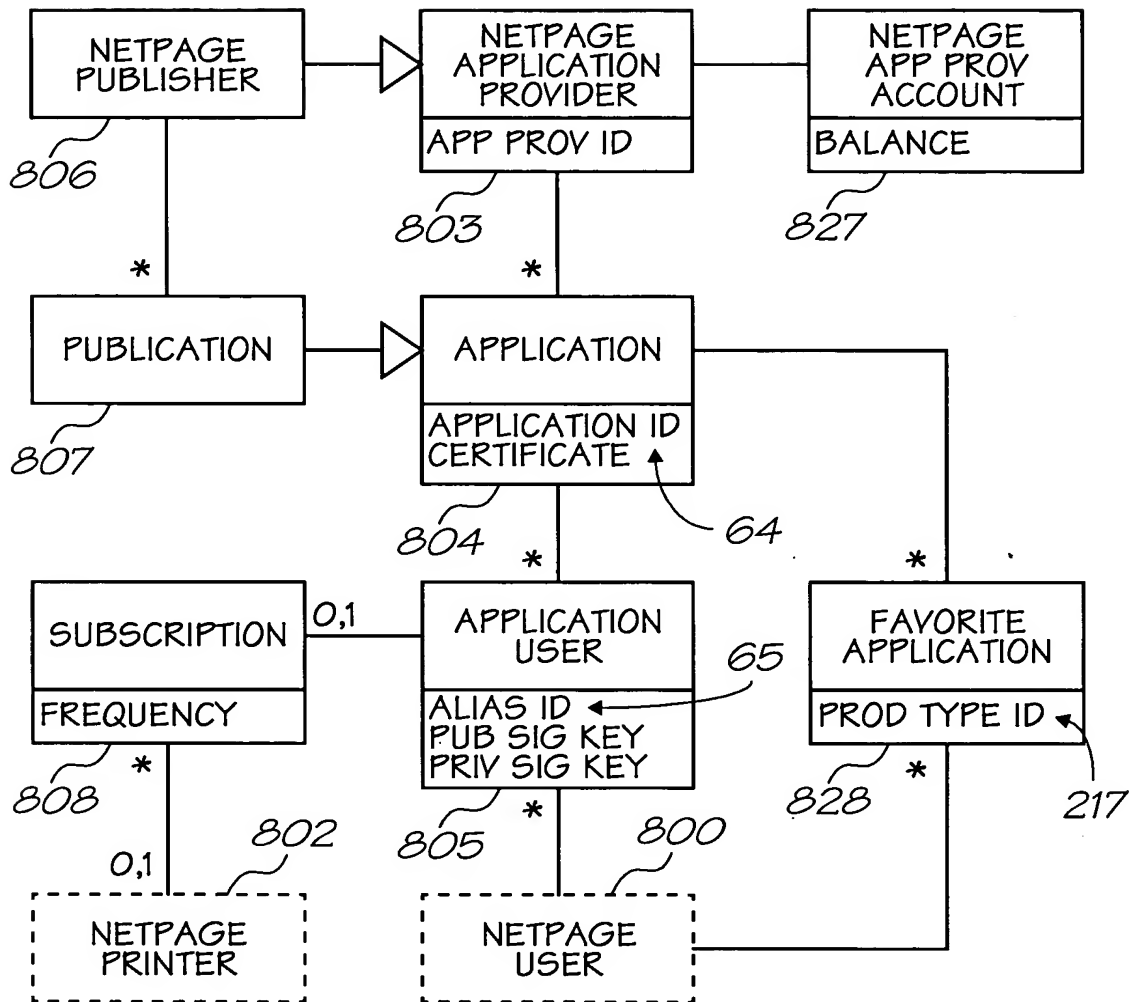 NETPAGE
PUBLISHER
NETPAGE
APPLICATION
PROVIDER
APP PROV ID
NETPAGE
APP PROV
ACCOUNT
BALANCE
806
803
827
*
*
PUBLICATION
APPLICATION
APPLICATION ID
CERTIFICATE
807
804
64
*
*
SUBSCRIPTION
FREQUENCY
0,1
APPLICATION
USER
ALIAS ID
PUB SIG KEY
PRIV SIG KEY
65
FAVORITE
APPLICATION
PROD TYPE ID
808
*
805
*
828
*
217
802
800
0,1
NETPAGE
PRINTER
NETPAGE
USER